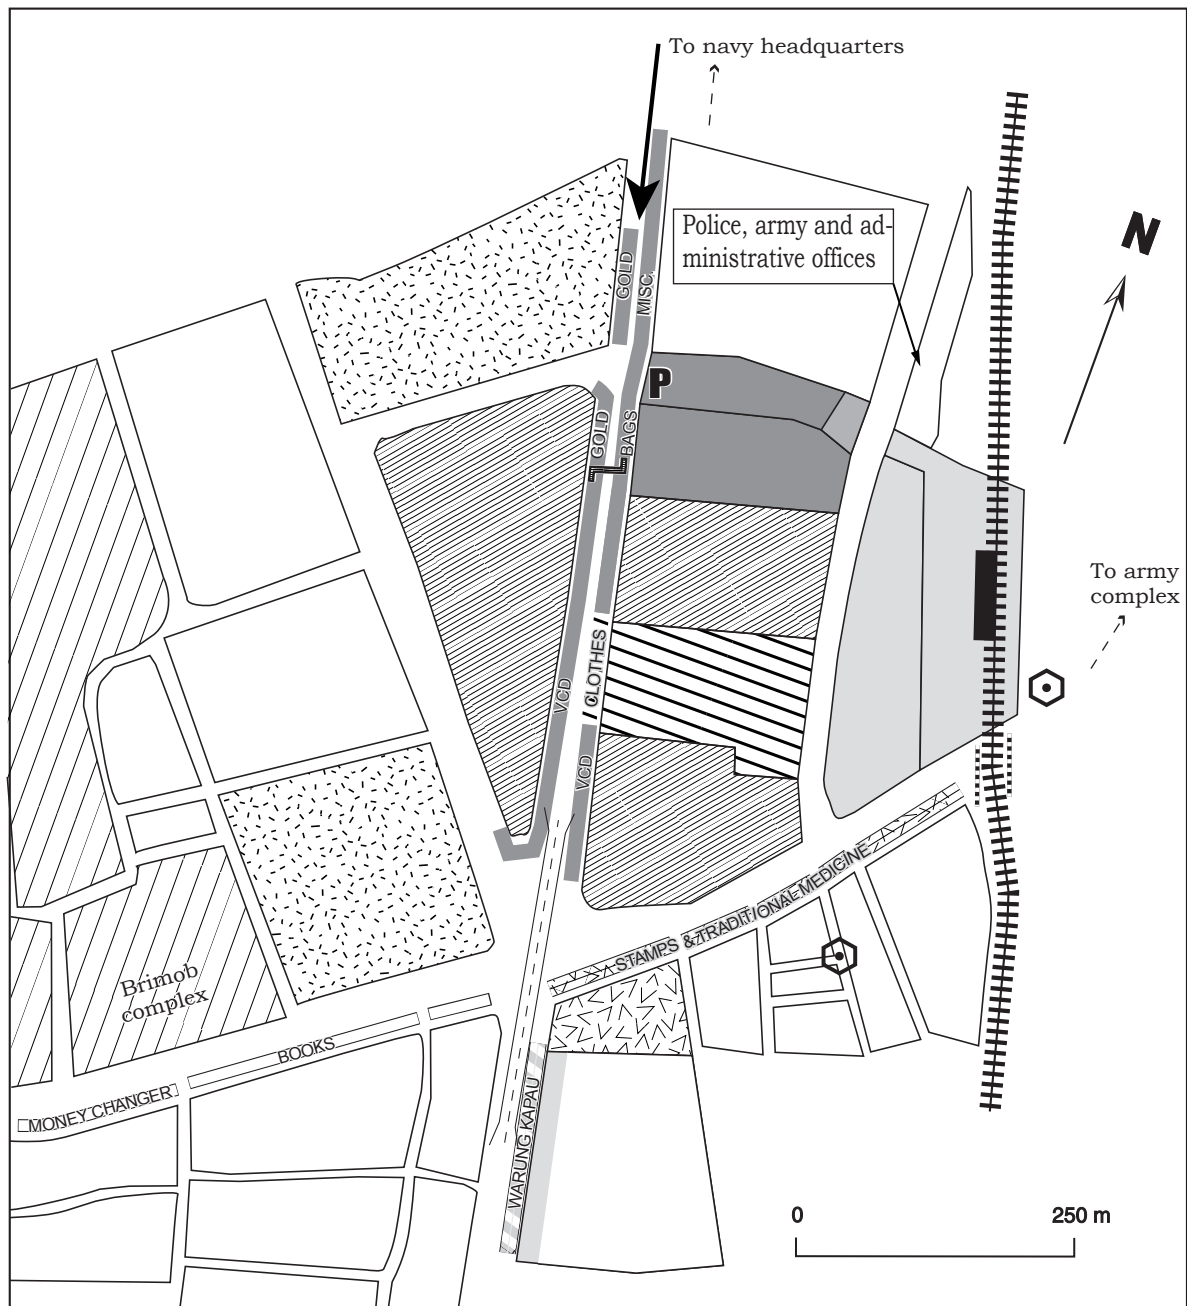 To navy headquarters
N
Police, army and ad-
ministrative offices
GOLD
MISC.
P
GOLD
BAGS
To army
complex
CLOTHES
VCD
VCD
STAMPS & TRADITIONAL MEDICINE
Brimob
complex
BOOKS
MONEY CHANGER
WARUNG KAPAU
0 250 m